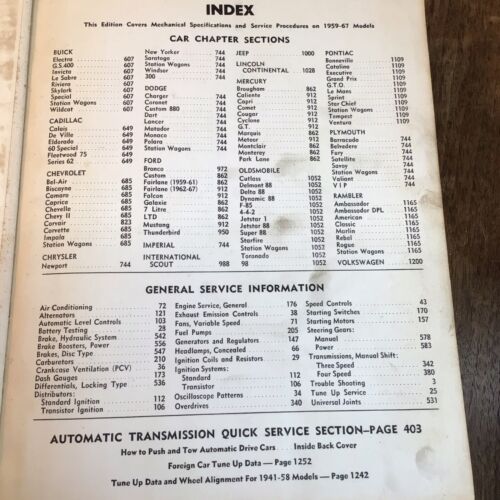 INDEX
This Edition Covers Mechanical Specifications and Service Procedures on 1959-67 Models
CAR CHAPTER SECTIONS
BUICK
Electra 607
G.S.400 607
Invicta 607
Le Sabre 607
Riviera 607
Skylark 607
Special 607
Station Wagons 607
Wildcat 607
CADILLAC
Calais 649
De Ville 649
Eldorado 649
60 Special 649
Fleetwood 75 649
Series 62 649
CHEVROLET
Bel-Air 685
Biscayne 685
Camaro 685
Caprice 685
Chevelle 685
Chevy II 685
Corvair 685
Corvette 685
Impala 685
Station Wagons 685
CHRYSLER
Newport 744
New Yorker 744
Saratoga 744
Station Wagons 744
Windsor 744
300 744
DODGE
Charger 744
Coronet 744
Custom 880 744
Dart 744
Lancer 744
Matador 744
Monaco 744
Polara 744
Station Wagons 744
FORD
Bronco 972
Custom 862
Fairlane (1959-61) 862
Fairlane (1962-67) 912
Falcon 912
Galaxie 862
7 Litre 862
LTD 862
Mustang 912
Thunderbird 950
IMPERIAL 744
INTERNATIONAL
SCOUT 988
JEEP 1000
LINCOLN
CONTINENTAL 1028
MERCURY
Brougham 862
Caliente 912
Capri 912
Comet 912
Cougar 912
Cyclone 912
G.T. 912
Marquis 862
Meteor 912
Montclair 862
Monterey 862
Park Lane 862
OLDSMOBILE
Cutlass 1052
Delmont 88 1052
Delta 88 1052
Dynamic 88 1052
F-85 1052
4-4-2 1052
Jetstar 1 1052
Jetstar 88 1052
Super 88 1052
Starfire 1052
Station Wagons 1052
Toronado 1052
98 1052
PONTIAC
Bonneville 1109
Catalina 1109
Executive 1109
Grand Prix 1109
G.T.O. 1109
Le Mans 1109
Sprint 1109
Star Chief 1109
Station Wagons 1109
Tempest 1109
Ventura 1109
PLYMOUTH
Barracuda 744
Belvedere 744
Fury 744
Satellite 744
Savoy 744
Station Wagons 744
Valiant 744
V I P 744
RAMBLER
Ambassador 1165
Ambassador DPL 1165
American 1165
Classic 1165
Marlin 1165
Rebel 1165
Rogue 1165
Station Wagons 1165
VOLKSWAGEN 1200
GENERAL SERVICE INFORMATION
Air Conditioning 72
Alternators 121
Automatic Level Controls 103
Battery Testing 28
Brake, Hydraulic System 542
Brake Boosters, Power 556
Brakes, Disc Type 547
Carburetors 210
Crankcase Ventilation (PCV) 36
Dash Gauges 173
Differentials, Locking Type 536
Distributors:
Standard Ignition 112
Transistor Ignition 106
Engine Service, General 176
Exhaust Emission Controls 38
Fans, Variable Speed 71
Fuel Pumps 205
Generators and Regulators 147
Headlamps, Concealed 66
Ignition Coils and Resistors 29
Ignition Systems:
Standard 112
Transistor 106
Oscilloscope Patterns 34
Overdrives 340
Speed Controls 43
Starting Switches 170
Starting Motors 157
Steering Gears:
Manual 578
Power 583
Transmissions, Manual Shift:
Three Speed 342
Four Speed 380
Trouble Shooting 3
Tune Up Service 25
Universal Joints 531
AUTOMATIC TRANSMISSION QUICK SERVICE SECTION—PAGE 403
How to Push and Tow Automatic Drive Cars . . . Inside Back Cover
Foreign Car Tune Up Data — Page 1252
Tune Up Data and Wheel Alignment For 1941-58 Models — Page 1242